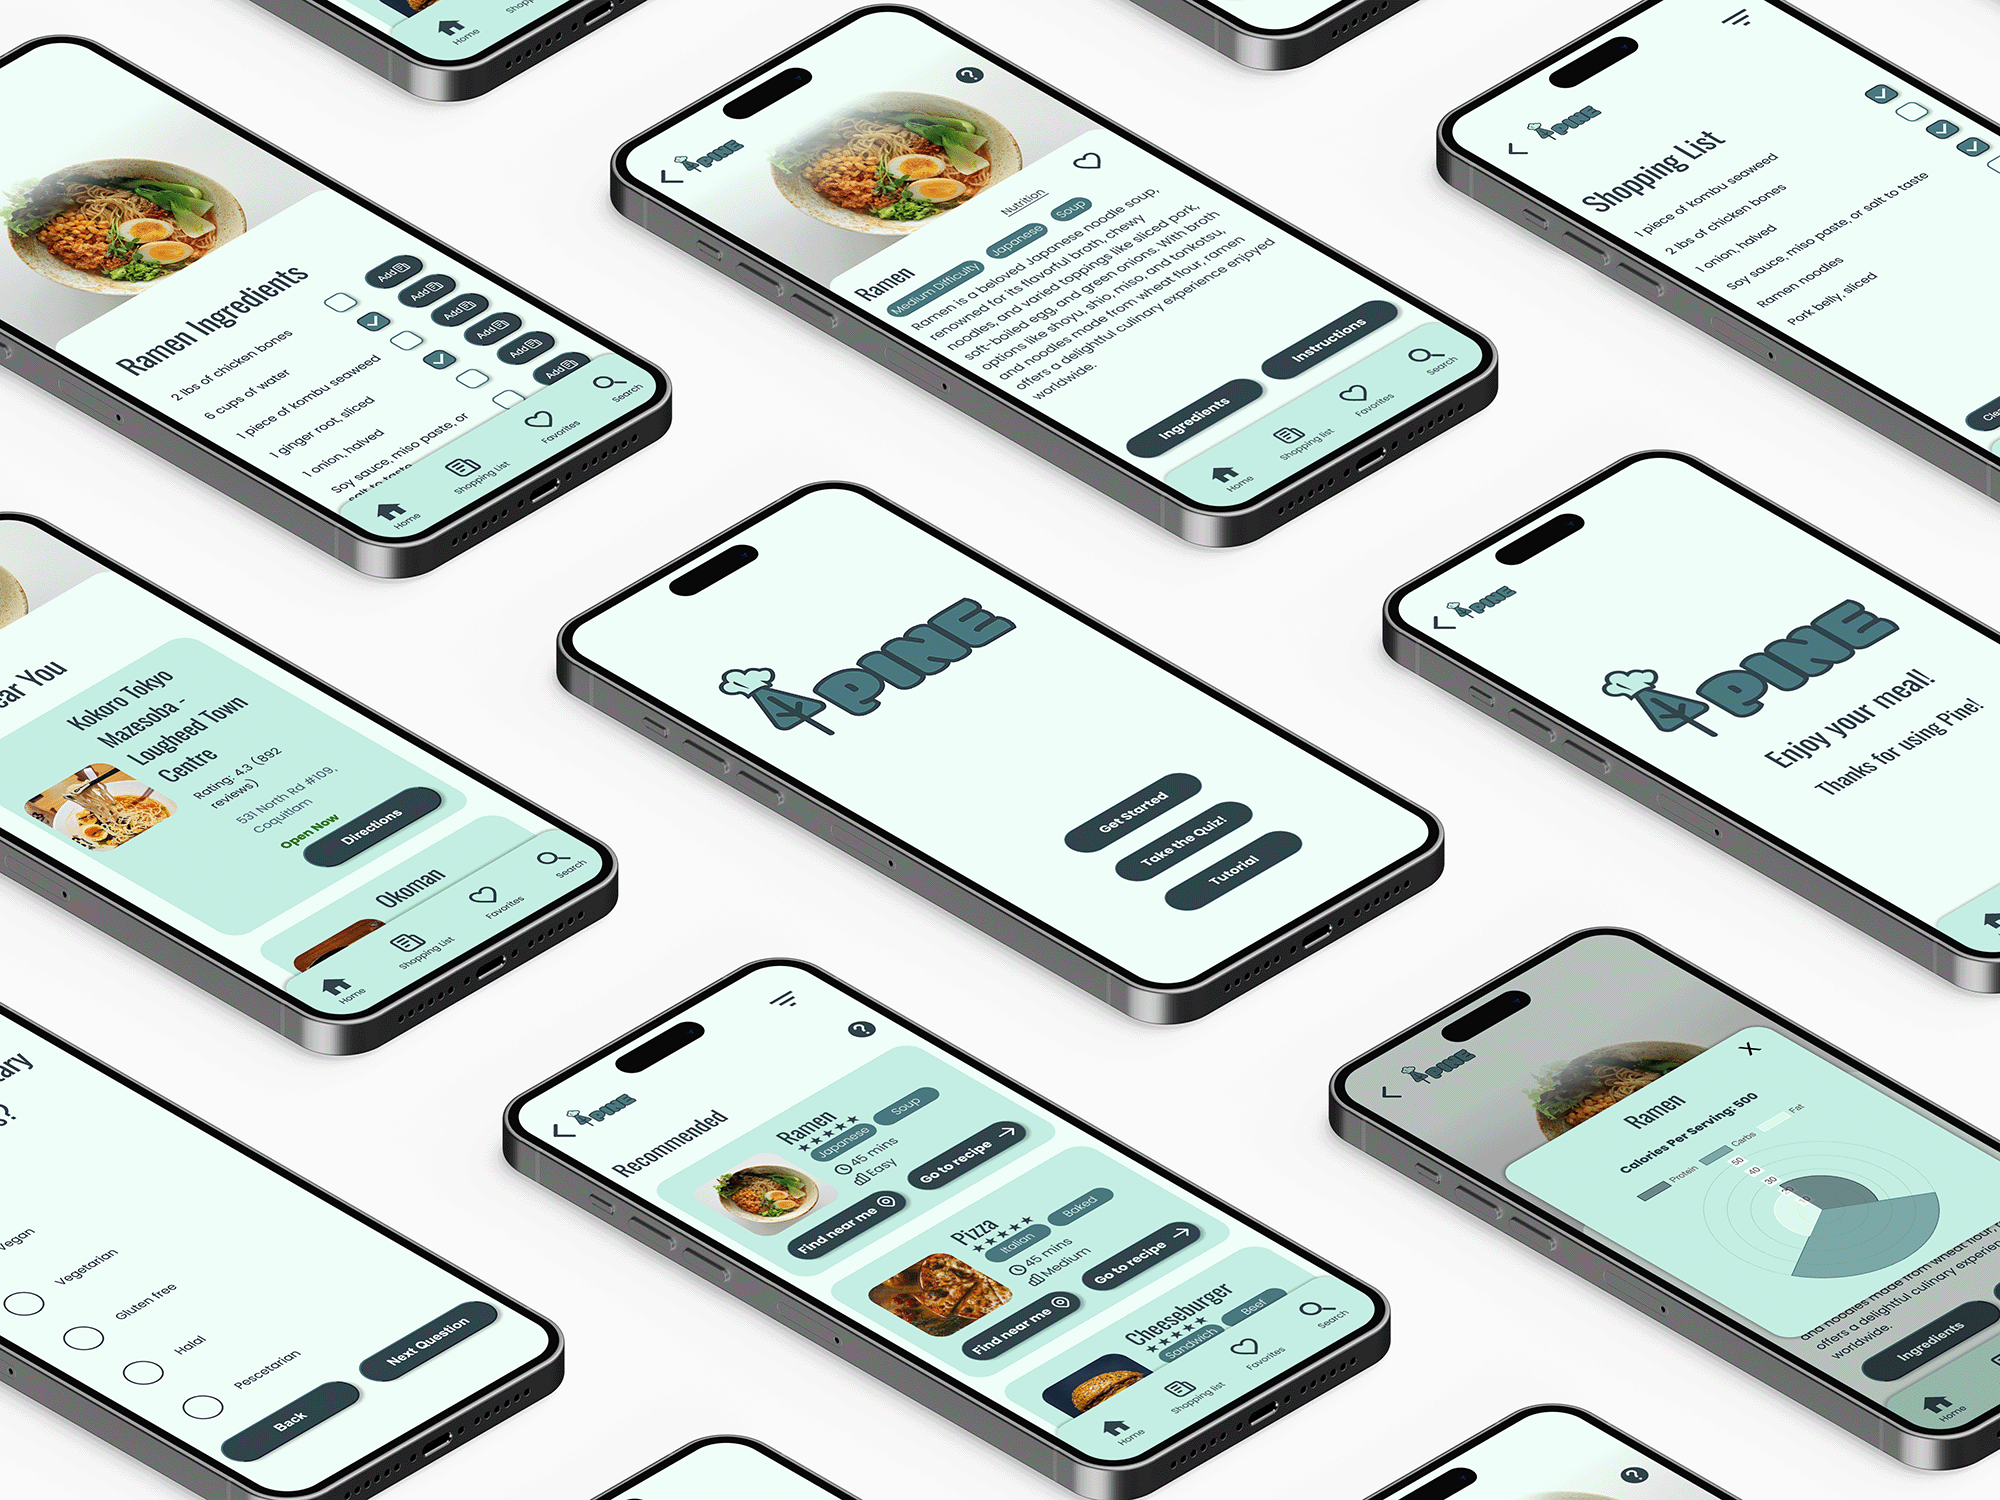 Home
Shopping
Ramen Ingredients
2 lbs of chicken bones
6 cups of water
1 piece of kombu seaweed
1 ginger root, sliced
1 onion, halved
Soy sauce, miso paste, or
salt to taste
Add
Add
Add
Add
Add
Add
Home
Shopping List
Favorites
Search
PINE
?
Nutrition
Ramen
Medium Difficulty
Japanese
Soup
Ramen is a beloved Japanese noodle soup,
renowned for its flavorful broth, chewy
noodles, and varied toppings like sliced pork,
soft-boiled egg, and green onions. With broth
options like shoyu, shio, miso, and tonkotsu,
and noodles made from wheat flour, ramen
offers a delightful culinary experience enjoyed
worldwide.
Ingredients
Instructions
Home
Shopping list
Favorites
Search
PINE
Shopping List
1 piece of kombu seaweed
2 lbs of chicken bones
1 onion, halved
Soy sauce, miso paste, or salt to taste
Ramen noodles
Pork belly, sliced
Cle
ear You
Kokoro Tokyo
Mazesoba -
Lougheed Town
Centre
Rating: 4.3 (892
reviews)
531 North Rd #109,
Coquitlam
Open Now
Directions
Okoman
Home
Shopping List
Favorites
Search
PINE
Get Started
Take the Quiz!
Tutorial
PINE
PINE
Enjoy your meal!
Thanks for using Pine!
tary
s?
Vegan
Vegetarian
Gluten free
Halal
Pescetarian
Back
Next Question
?
PINE
Recommended
Ramen
★★★★★
Japanese
Soup
45 mins
Easy
Find near me
Go to recipe
Pizza
★★★★★
Italian
Baked
45 mins
Medium
Find near me
Go to recipe
Cheeseburger
★★★★★
Sandwich
Beef
Home
Shopping list
Favorites
Search
PINE
X
Ramen
Calories Per Serving: 500
Protein
Carbs
Fat
50
40
30
and noodles made from wheat flour, r
offers a delightful culinary experien
worldwide.
Ingredients
Home
?